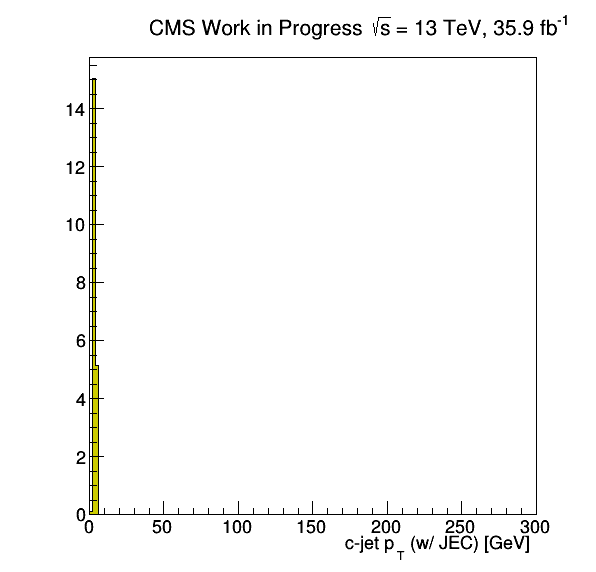 CMS Work in Progress √s = 13 TeV, 35.9 fb⁻¹
14
12
10
8
6
4
2
0
0 50 100 150 200 250 300
c-jet p_T (w/ JEC) [GeV]